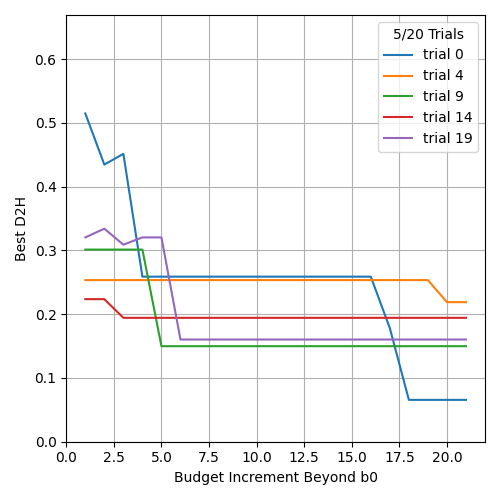 5/20 Trials
trial 0
trial 4
trial 9
trial 14
trial 19
Best D2H
0.6
0.5
0.4
0.3
0.2
0.1
0.0
0.0 2.5 5.0 7.5 10.0 12.5 15.0 17.5 20.0
Budget Increment Beyond b0